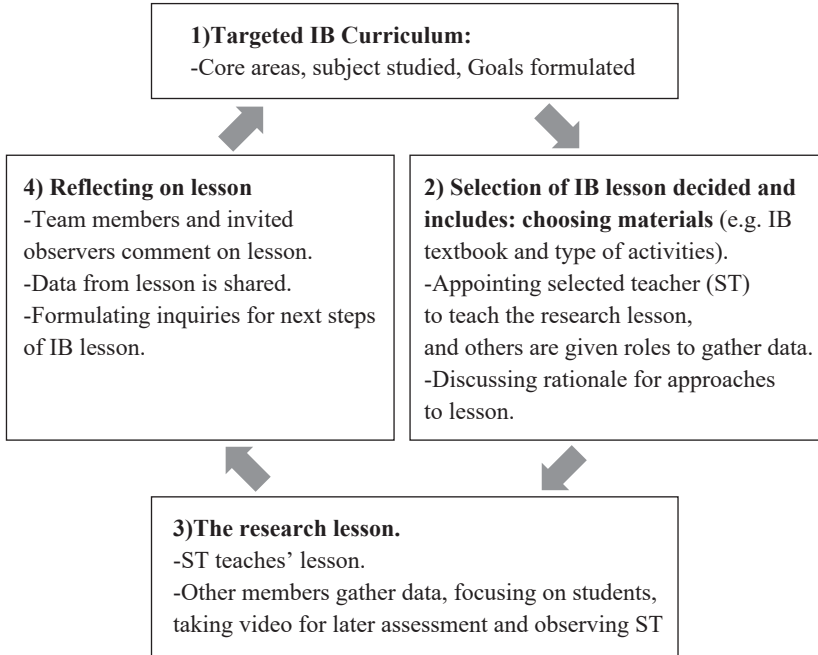 1)Targeted IB Curriculum:
-Core areas, subject studied, Goals formulated
2) Selection of IB lesson decided and
includes: choosing materials (e.g. IB
textbook and type of activities).
-Appointing selected teacher (ST)
to teach the research lesson,
and others are given roles to gather data.
-Discussing rationale for approaches
to lesson.
3)The research lesson.
-ST teaches’ lesson.
-Other members gather data, focusing on students,
taking video for later assessment and observing ST
4) Reflecting on lesson
-Team members and invited
observers comment on lesson.
-Data from lesson is shared.
-Formulating inquiries for next steps
of IB lesson.